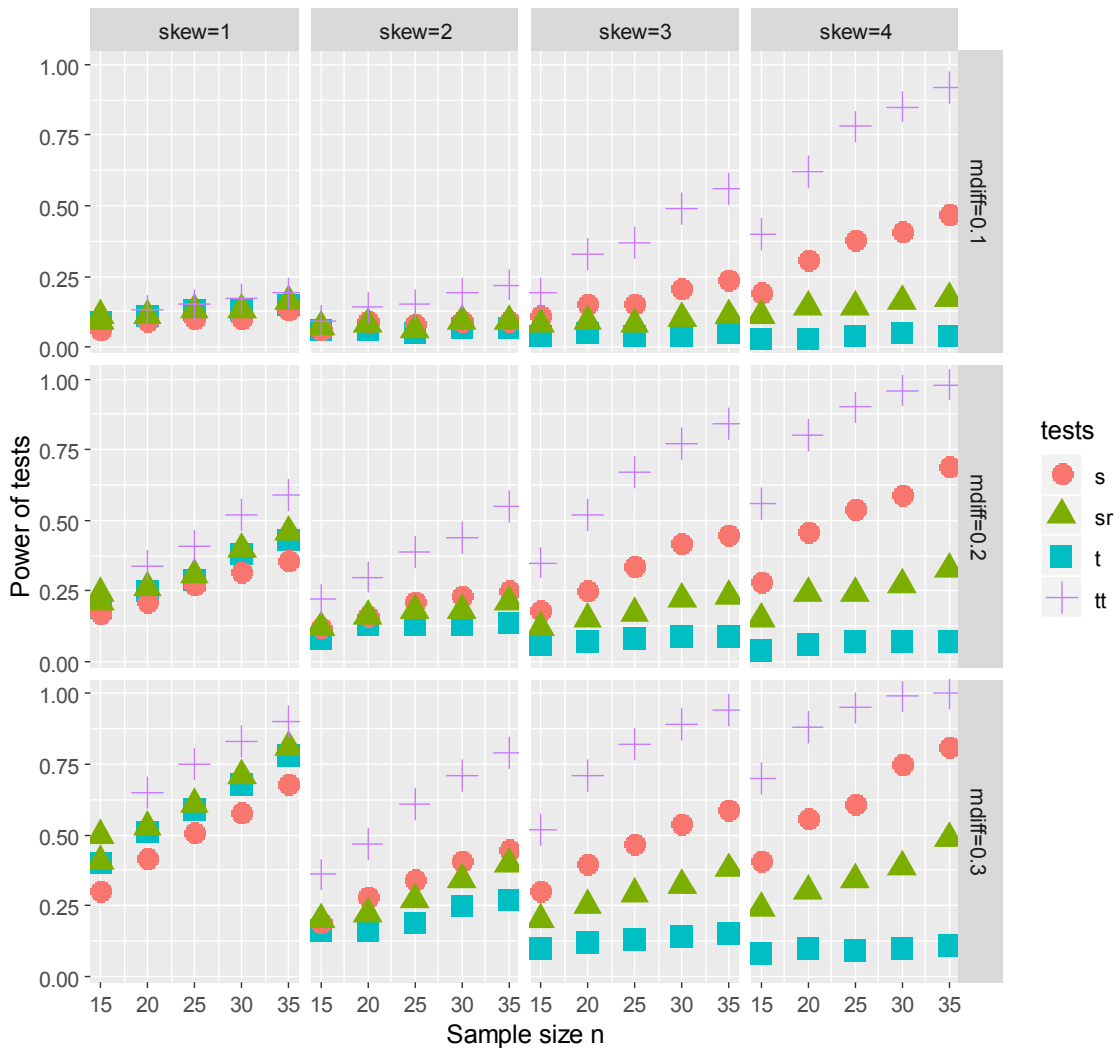 skew=1 skew=2 skew=3 skew=4
1.00
0.75
0.50
0.25
0.00
mdiff=0.1
1.00
0.75
0.50
0.25
0.00
mdiff=0.2
1.00
0.75
0.50
0.25
0.00
mdiff=0.3
Power of tests
15 20 25 30 35 15 20 25 30 35 15 20 25 30 35 15 20 25 30 35
Sample size n
tests
s
sr
t
tt